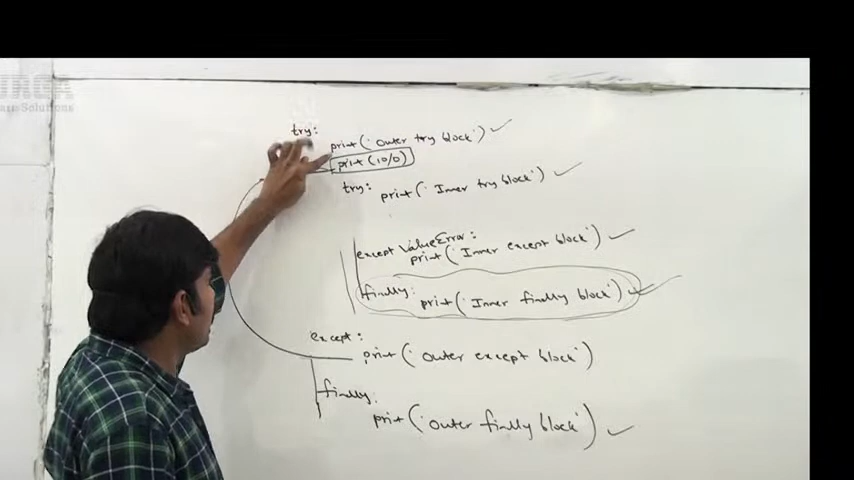 try:
print('Outer try block')
print(10/0)
try: print('Inner try block')
except ValueError:
print('Inner except block')
finally: print('Inner finally block')
except:
print('Outer except block')
finally:
print('Outer finally block')